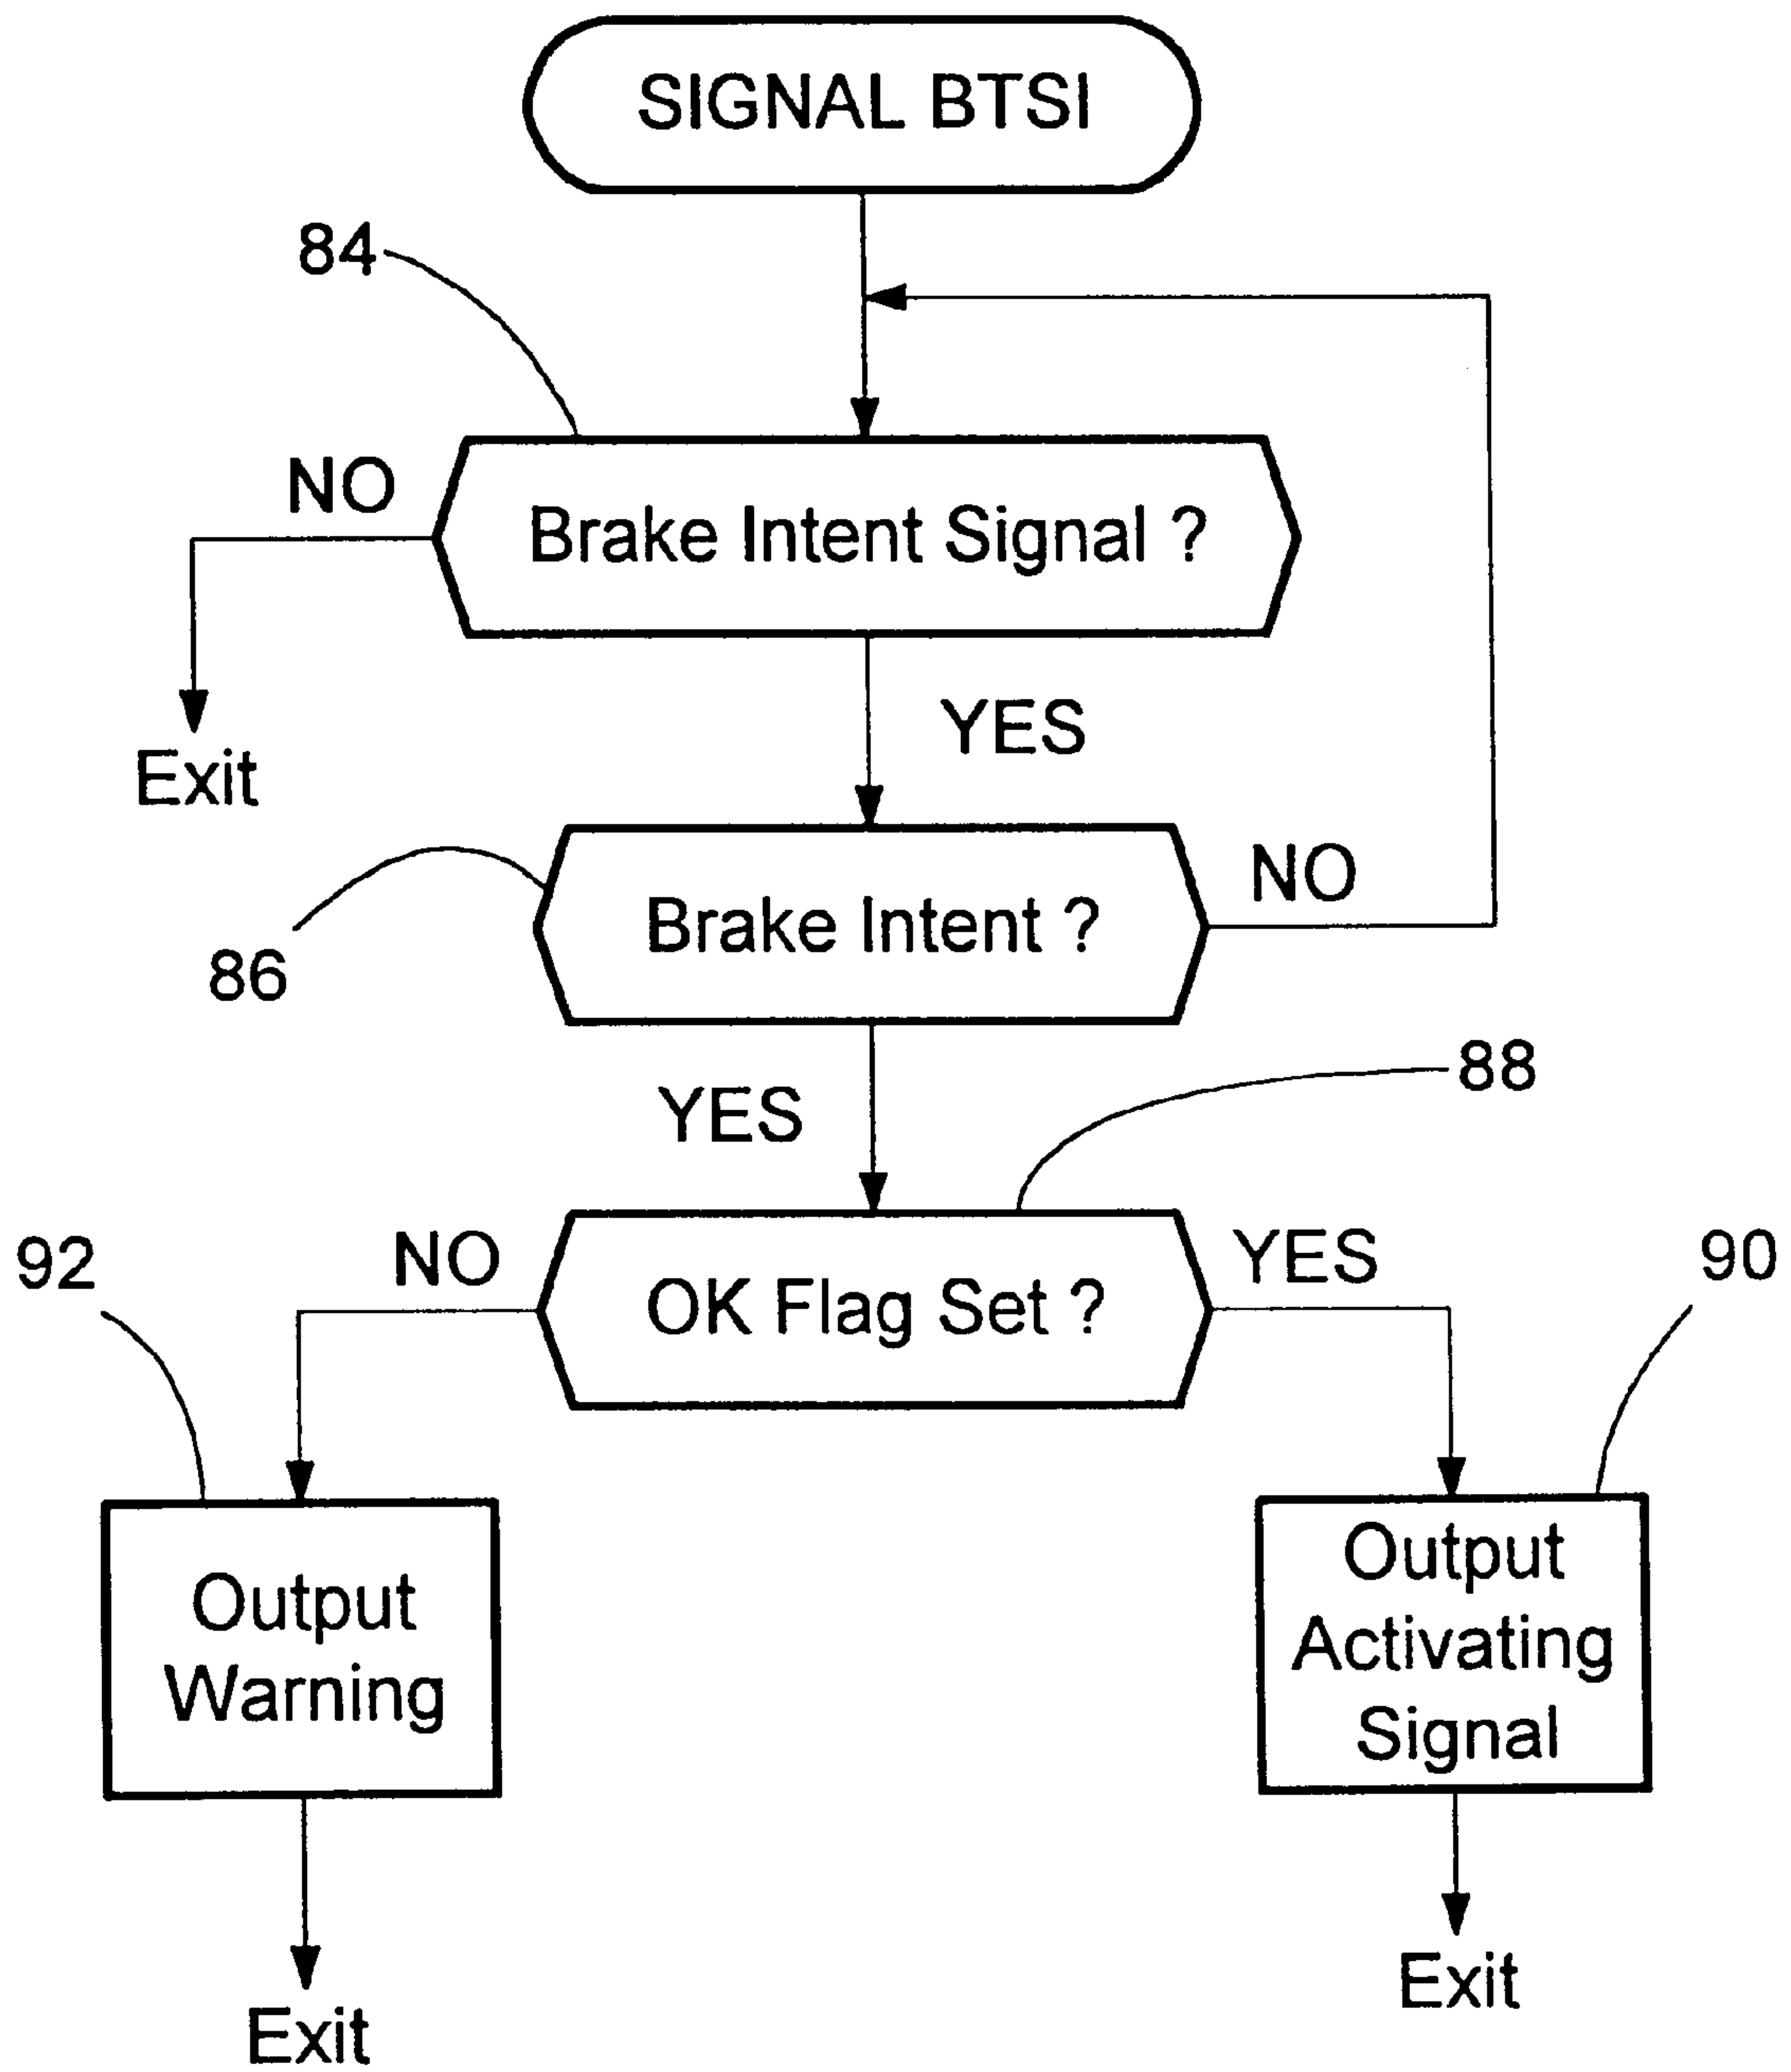 SIGNAL BTSI
84
NO
Brake Intent Signal ?
YES
Exit
NO
Brake Intent ?
86
YES
88
92
NO
OK Flag Set ?
YES
90
Output
Warning
Output
Activating
Signal
Exit
Exit